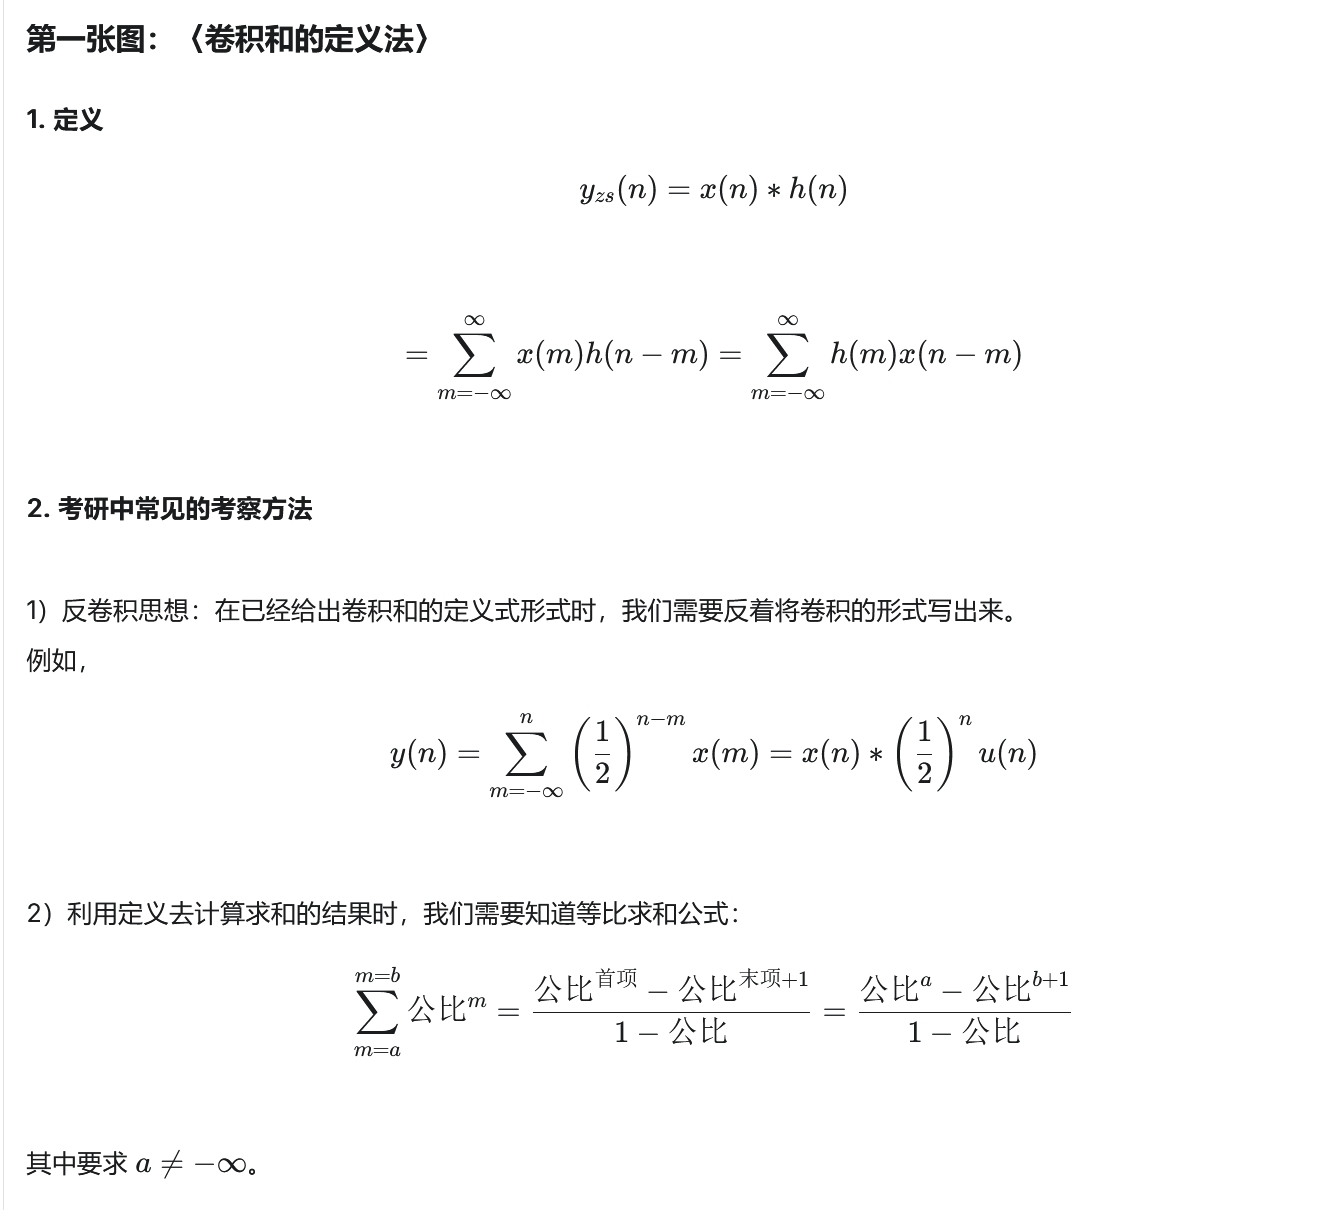 第一张图：〈卷积和的定义法〉
1. 定义
y_{zs}(n) = x(n) * h(n)
= \sum_{m=-\infty}^{\infty} x(m)h(n − m) = \sum_{m=-\infty}^{\infty} h(m)x(n − m)
2. 考研中常见的考察方法
1）反卷积思想：在已经给出卷积和的定义式形式时，我们需要反着将卷积的形式写出来。
例如，
y(n) = \sum_{m=-\infty}^{n} \left(\frac{1}{2}\right)^{n-m} x(m) = x(n) * \left(\frac{1}{2}\right)^{n} u(n)
2）利用定义去计算求和的结果时，我们需要知道等比求和公式：
\sum_{m=a}^{m=b} 公比^{m} = \frac{公比^{首项} − 公比^{末项+1}}{1 − 公比} = \frac{公比^{a} − 公比^{b+1}}{1 − 公比}
其中要求 a ≠ −∞。